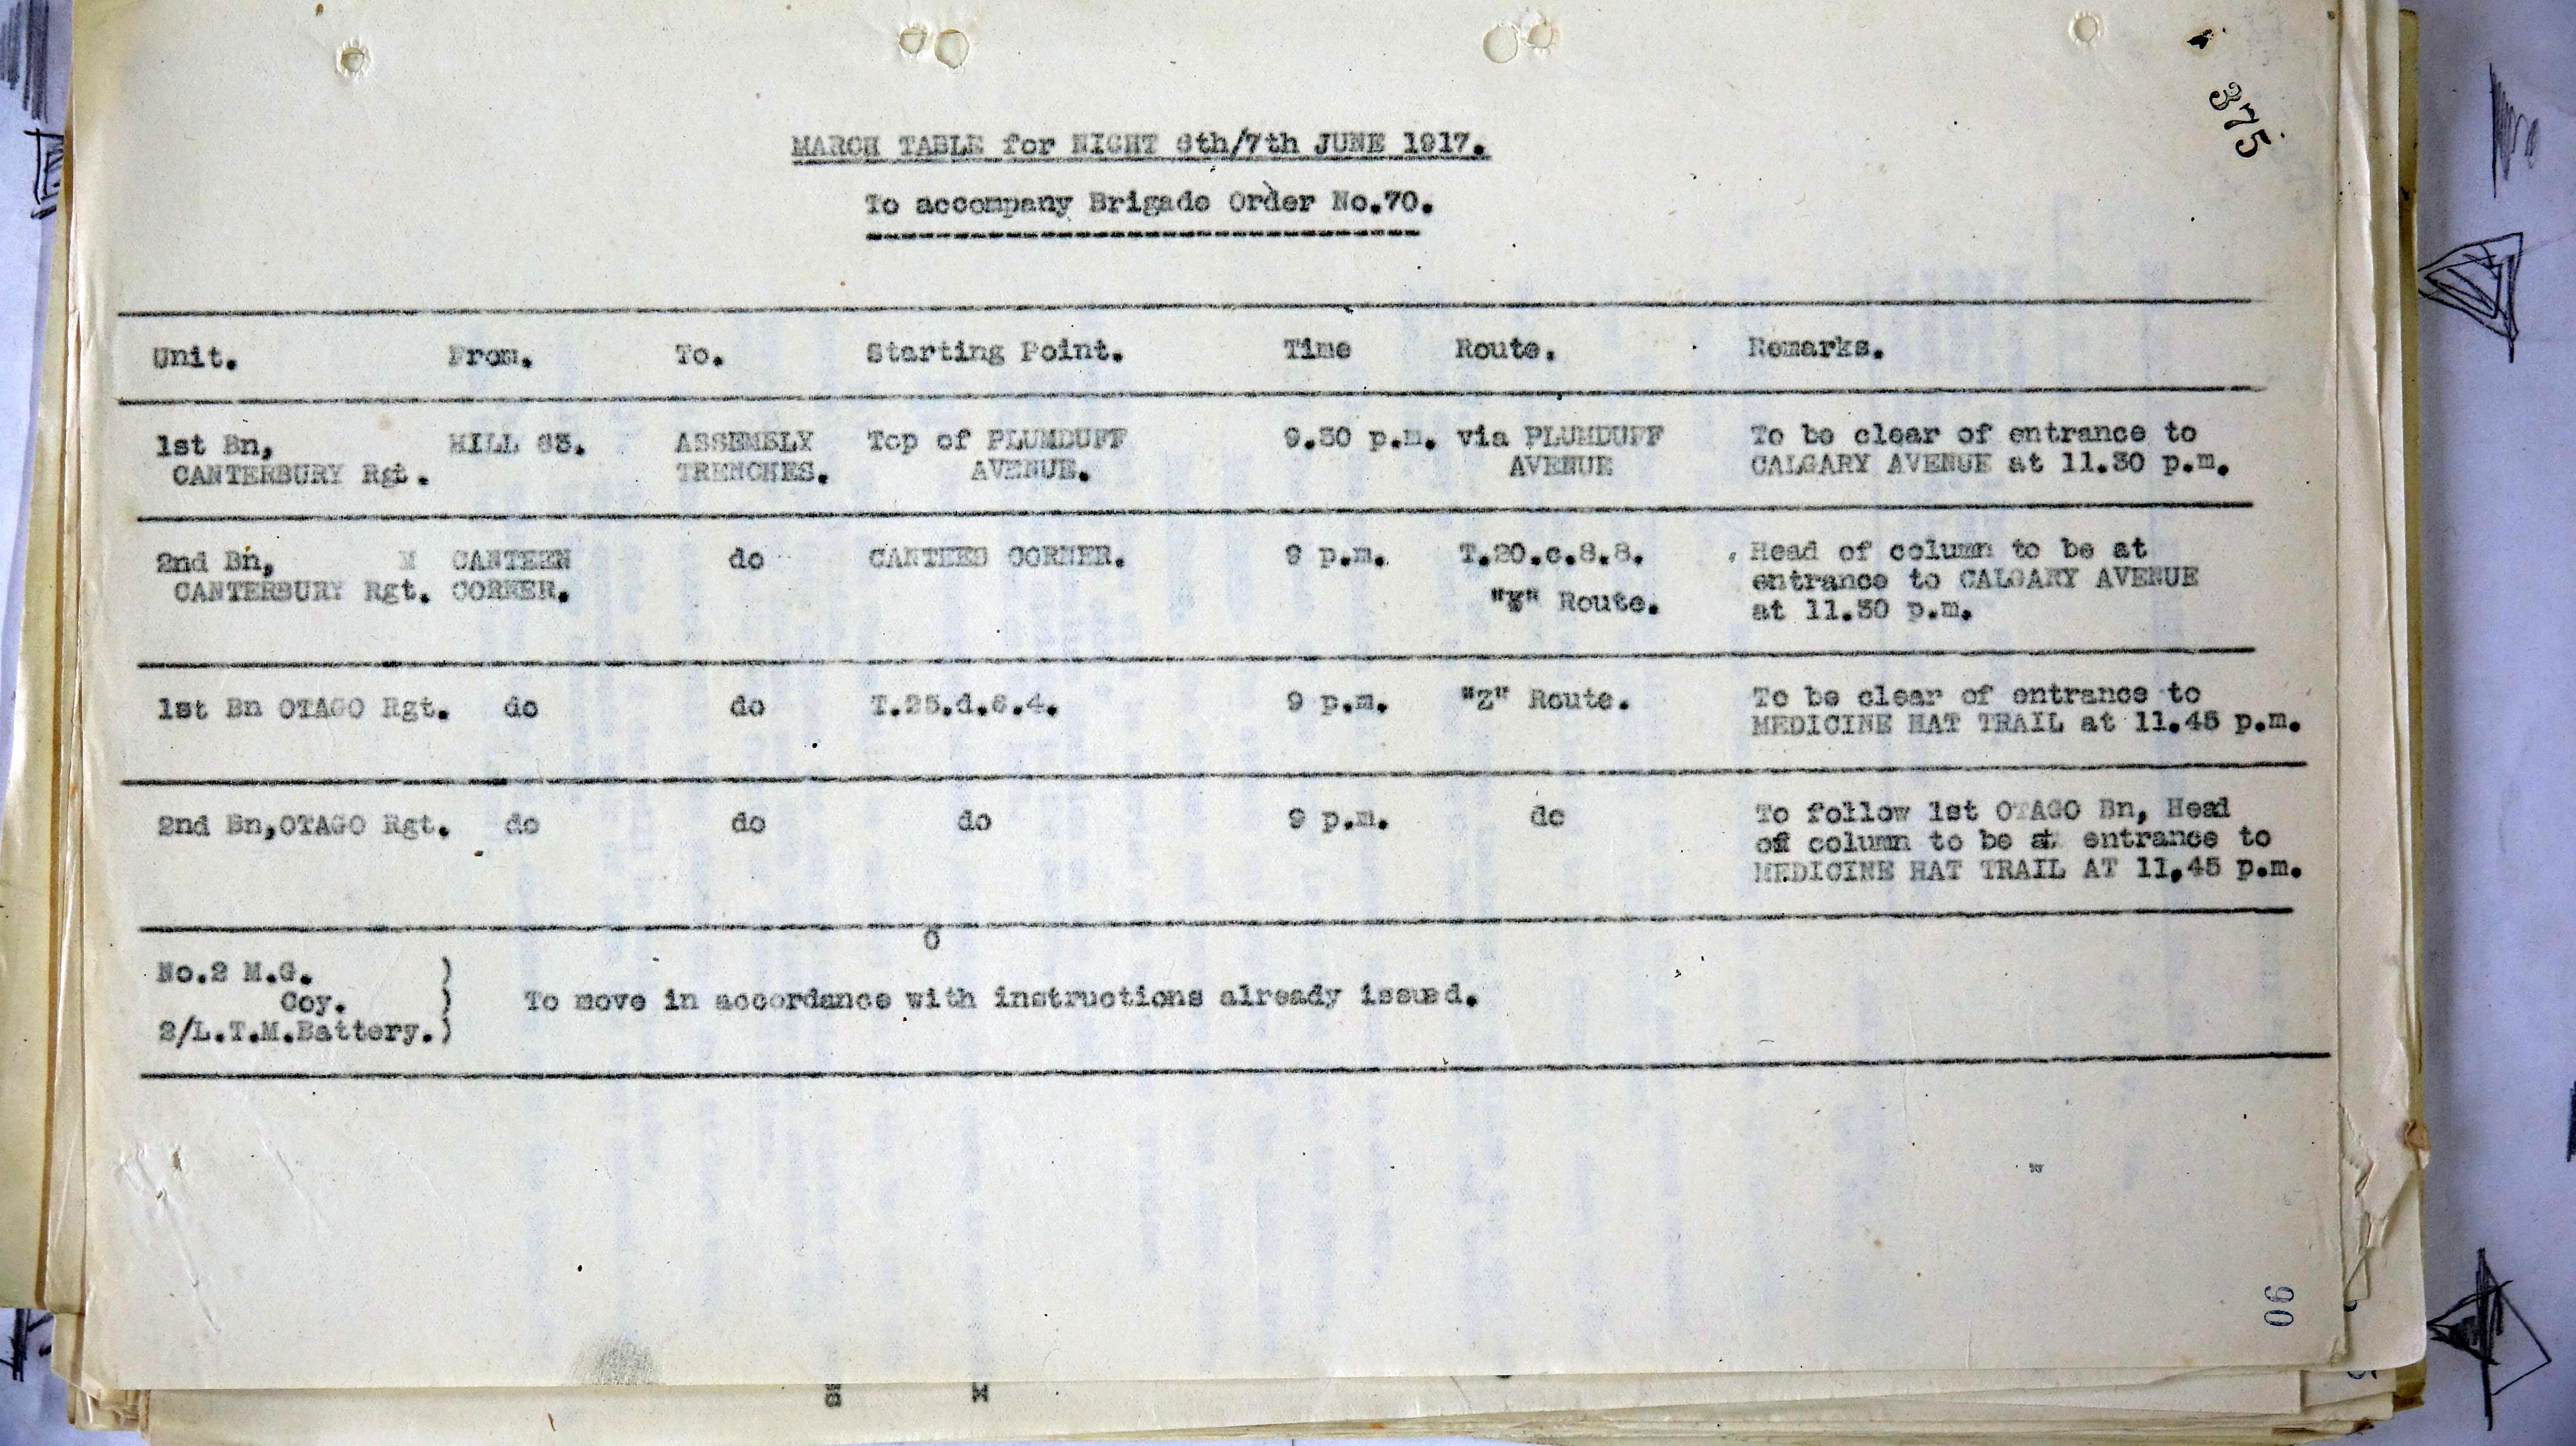 375
MARCH TABLE for NIGHT 6th/7th JUNE 1917.
To accompany Brigade Order No.70.
Unit. From. To. Starting Point. Time Route. Remarks.
1st Bn, HILL 63. ASSEMBLY Top of PLUMDUFF 9.30 p.m. via PLUMDUFF To be clear of entrance to
CANTERBURY Rgt. TRENCHES. AVENUE. AVENUE CALGARY AVENUE at 11.30 p.m.
2nd Bn, M CANTEEN do CANTEES CORNER. 9 p.m. T.20.c.8.8. Head of column to be at
CANTERBURY Rgt. CORNER. Route. entrance to CALGARY AVENUE
at 11.30 p.m.
1st Bn OTAGO Rgt. do do T.25.d.6.4. 9 p.m. "Z" Route. To be clear of entrance to
MEDICINE HAT TRAIL at 11.45 p.m.
2nd Bn,OTAGO Rgt. do do do 9 p.m. do To follow 1st OTAGO Bn, Head
of column to be at entrance to
MEDICINE HAT TRAIL AT 11,45 p.m.
No.2 M.G. )
Coy. ) To move in accordance with instructions already issued.
2/L.T.M.Battery.)
90